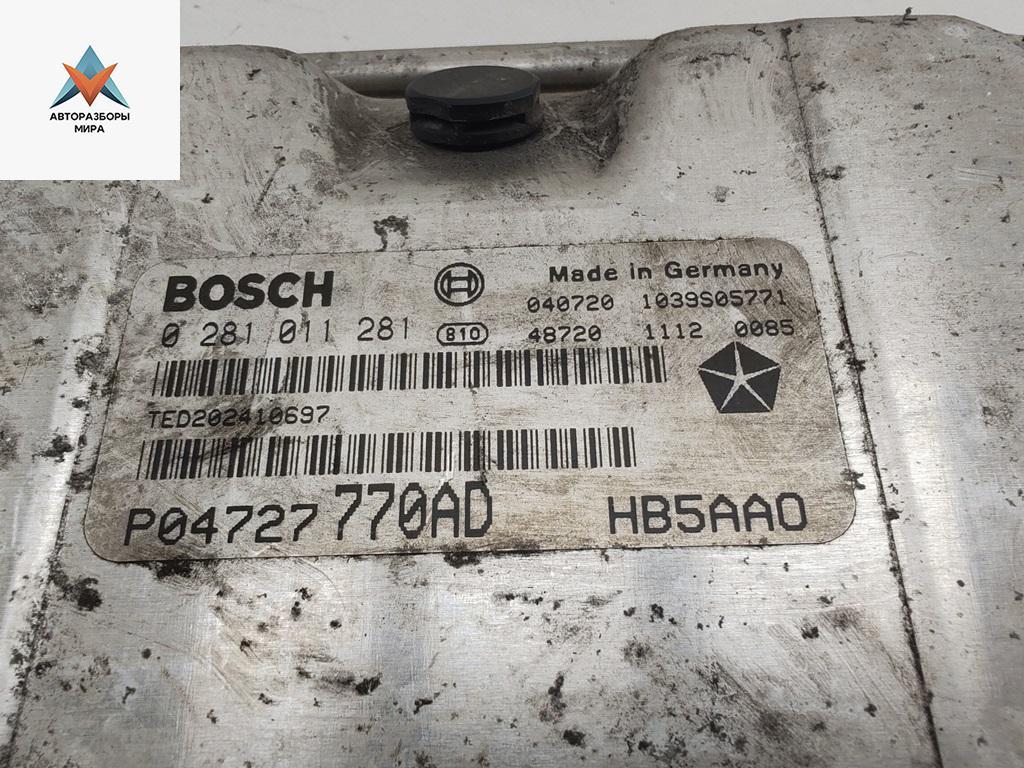 АВТОРАЗБОРЫ
МИРА
BOSCH
Made in Germany
040720 1039S05771
0 281 011 281 B10 48720 1112 0085
TED202410697
P04727 770AD HB5AA0